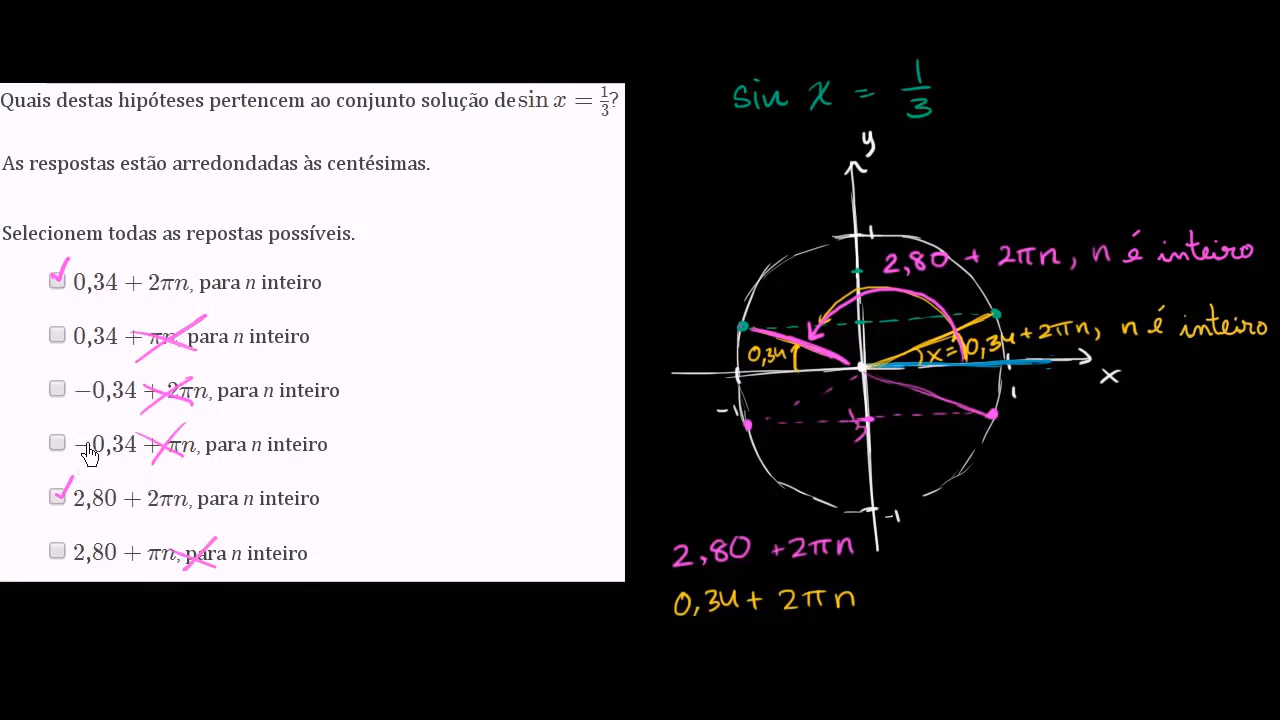 Quais destas hipóteses pertencem ao conjunto solução de sin x = 1/3?
As respostas estão arredondadas às centésimas.
Selecionem todas as repostas possíveis.
0,34 + 2πn, para n inteiro
0,34 + πn, para n inteiro
−0,34 + 2πn, para n inteiro
−0,34 + πn, para n inteiro
2,80 + 2πn, para n inteiro
2,80 + πn, para n inteiro
sin x = 1/3
y
1
2,80 + 2πn, n é inteiro
x = 0,34 + 2πn, n é inteiro
0,34
x
-1
1
-1
2,80 + 2πn
0,34 + 2πn